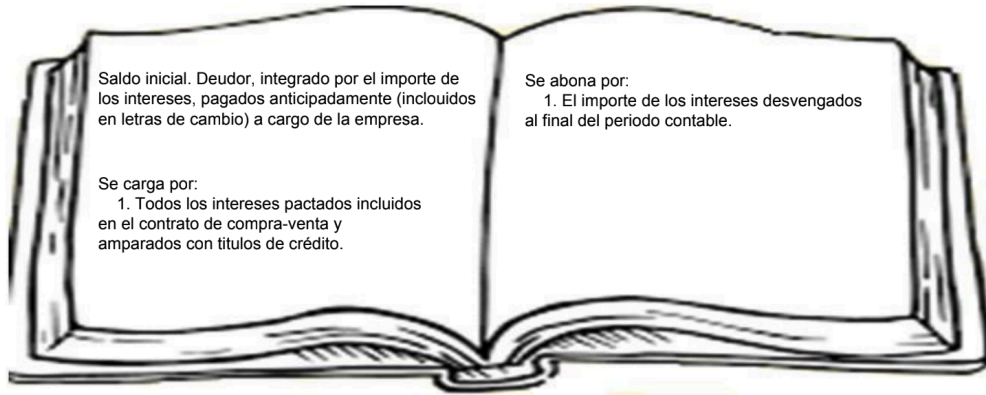 Saldo inicial. Deudor, integrado por el importe de
los intereses, pagados anticipadamente (inclouidos
en letras de cambio) a cargo de la empresa.
Se carga por:
1. Todos los intereses pactados incluidos
en el contrato de compra-venta y
amparados con titulos de crédito.
Se abona por:
1. El importe de los intereses desvengados
al final del periodo contable.